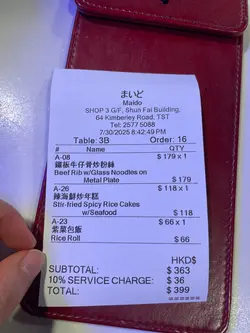 まいど
Maido
SHOP 3 G/F, Shun Fai Building,
64 Kimberley Road, TST
Tel: 2577 5088
7/30/2025 8:42:49 PM
Table: 3B Order: 16
# Name QTY
A-08 $ 179 x 1
鐵板牛仔骨炒粉絲
Beef Rib w/Glass Noodles on
Metal Plate $ 179
A-26 $ 118 x 1
辣海鮮炒年糕
Stir-fried Spicy Rice Cakes
w/Seafood $ 118
A-23 $ 66 x 1
紫菜包飯
Rice Roll $ 66
HKD$
SUBTOTAL: $ 363
10% SERVICE CHARGE: $ 36
TOTAL: $ 399